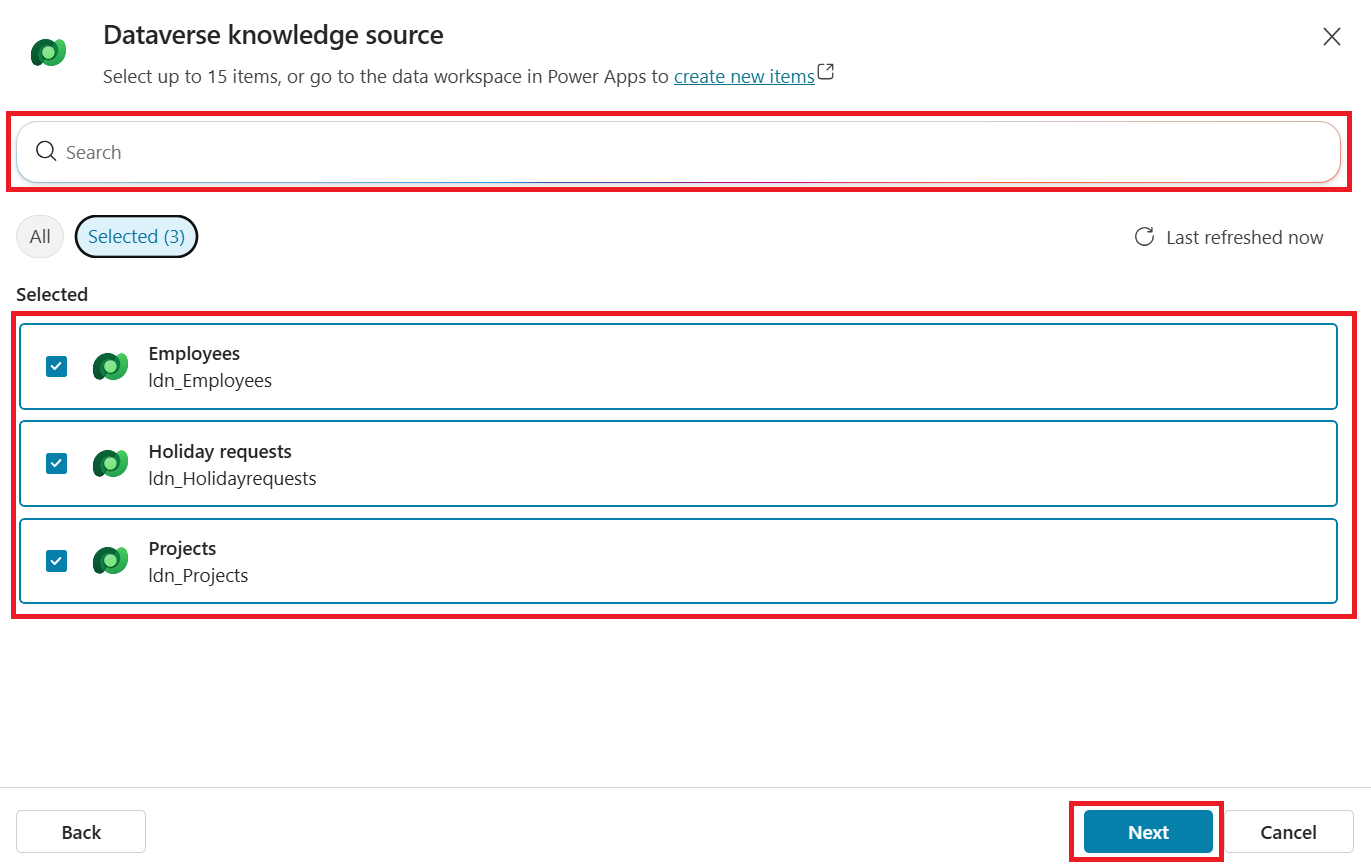 Dataverse knowledge source
Select up to 15 items, or go to the data workspace in Power Apps to create new items
Search
All
Selected (3)
Last refreshed now
Selected
Employees
ldn_Employees
Holiday requests
ldn_Holidayrequests
Projects
ldn_Projects
Back
Next
Cancel